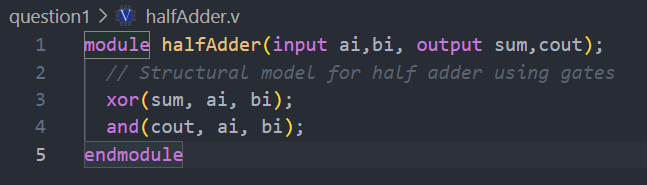 question1 > halfAdder.v
1 module halfAdder(input ai,bi, output sum,cout);
2 // Structural model for half adder using gates
3 xor(sum, ai, bi);
4 and(cout, ai, bi);
5 endmodule